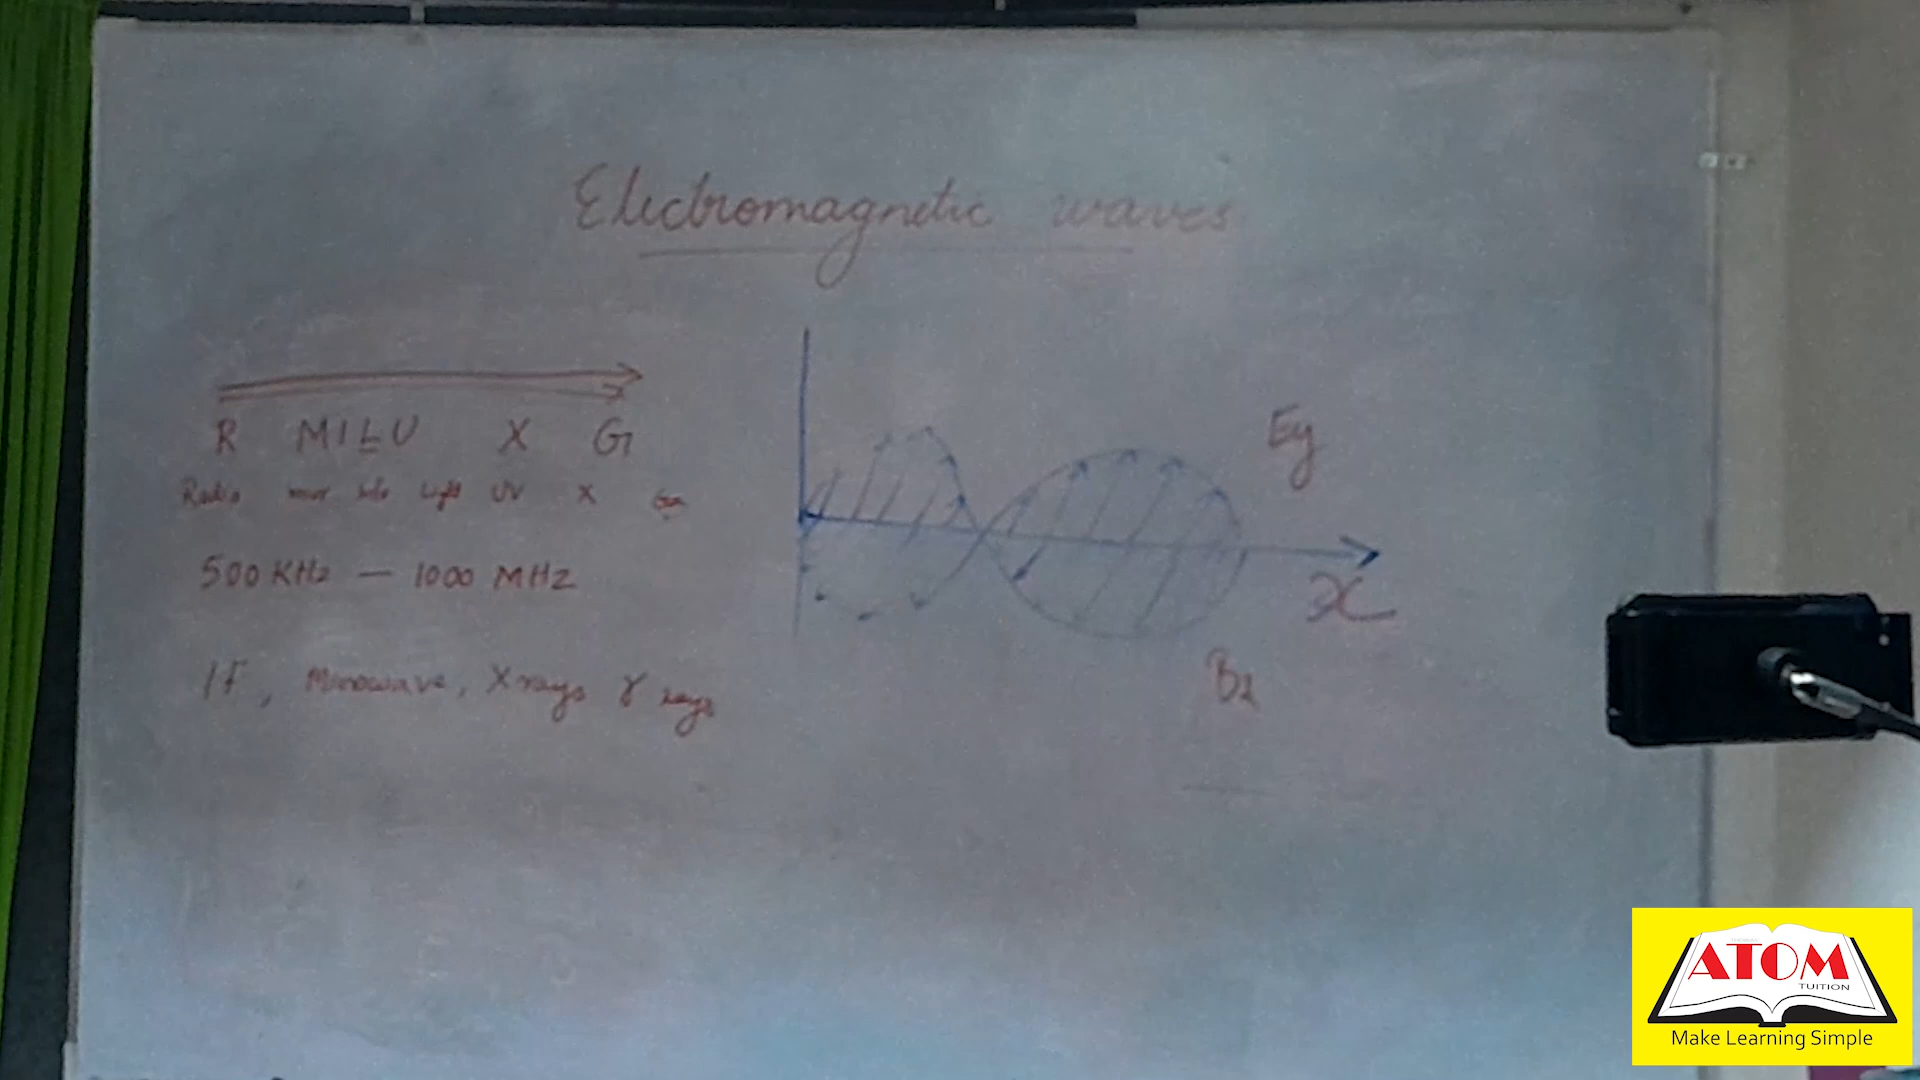 Electromagnetic waves
R MILU X G
Radio Light UV X
500 KHz — 1000 MHz
Ey
x
Bz
, Microwave, X rays γ rays
ATOM
TUITION
Make Learning Simple